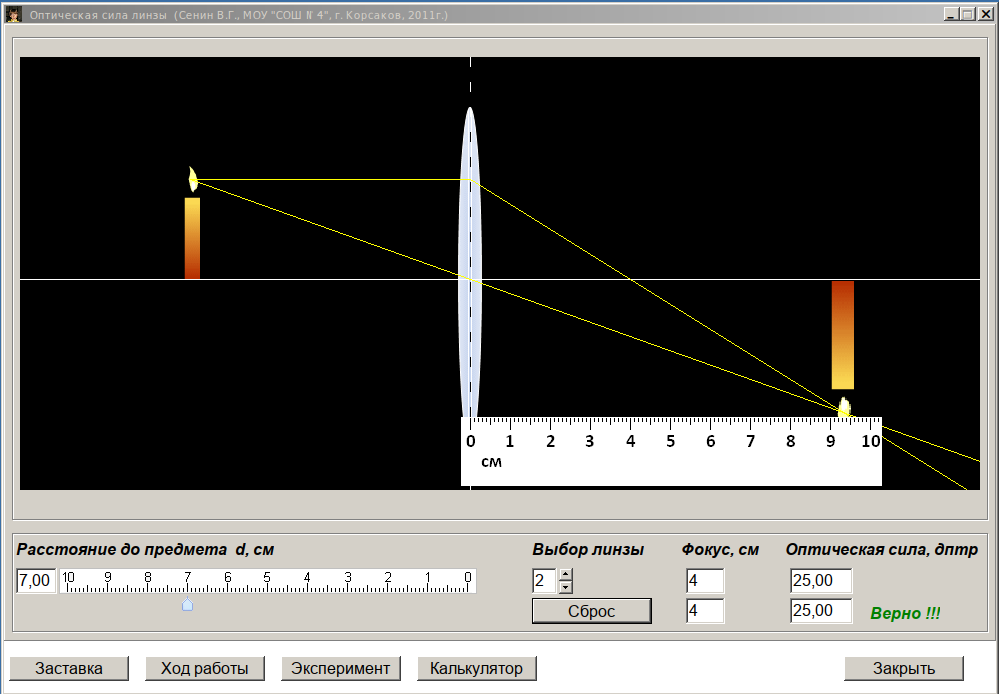 Оптическая сила линзы (Сенин В.Г., МОУ "СОШ № 4", г. Корсаков, 2011г.)
0 1 2 3 4 5 6 7 8 9 10
см
Расстояние до предмета d, см
Выбор линзы
Фокус, см
Оптическая сила, дптр
7,00
10 9 8 7 6 5 4 3 2 1 0
2
4
25,00
Сброс
4
25,00
Верно !!!
Заставка
Ход работы
Эксперимент
Калькулятор
Закрыть